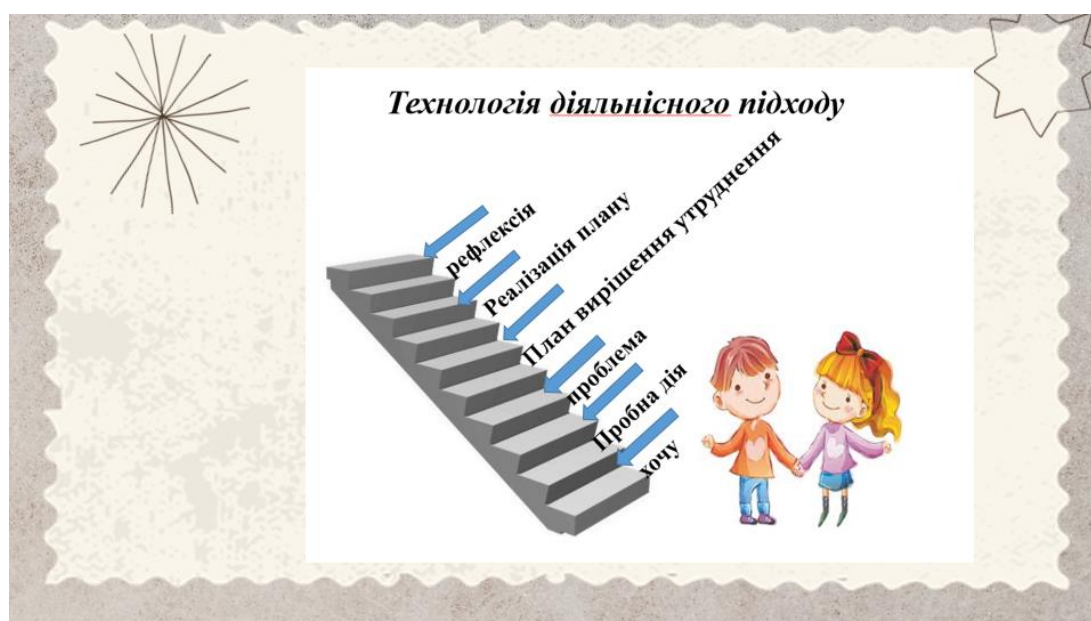 Технологія діяльнісного підходу
рефлексія
Реалізація плану
План вирішення утруднення
проблема
Пробна дія
хочу